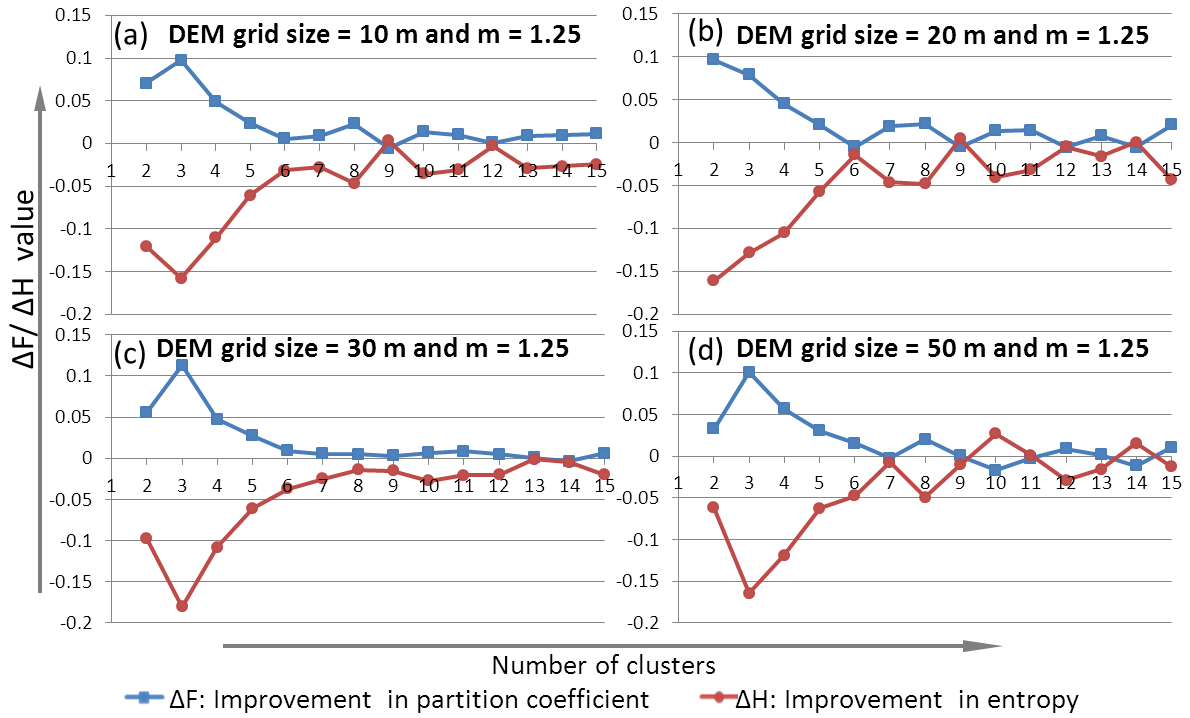 (a) DEM grid size = 10 m and m = 1.25
0.15
0.1
0.05
0
-0.05
-0.1
-0.15
-0.2
1 2 3 4 5 6 7 8 9 10 11 12 13 14 15
(b) DEM grid size = 20 m and m = 1.25
0.15
0.1
0.05
0
-0.05
-0.1
-0.15
-0.2
1 2 3 4 5 6 7 8 9 10 11 12 13 14 15
ΔF/ ΔH value
(c) DEM grid size = 30 m and m = 1.25
0.15
0.1
0.05
0
-0.05
-0.1
-0.15
-0.2
1 2 3 4 5 6 7 8 9 10 11 12 13 14 15
(d) DEM grid size = 50 m and m = 1.25
0.15
0.1
0.05
0
-0.05
-0.1
-0.15
-0.2
1 2 3 4 5 6 7 8 9 10 11 12 13 14 15
Number of clusters
ΔF: Improvement in partition coefficient
ΔH: Improvement in entropy